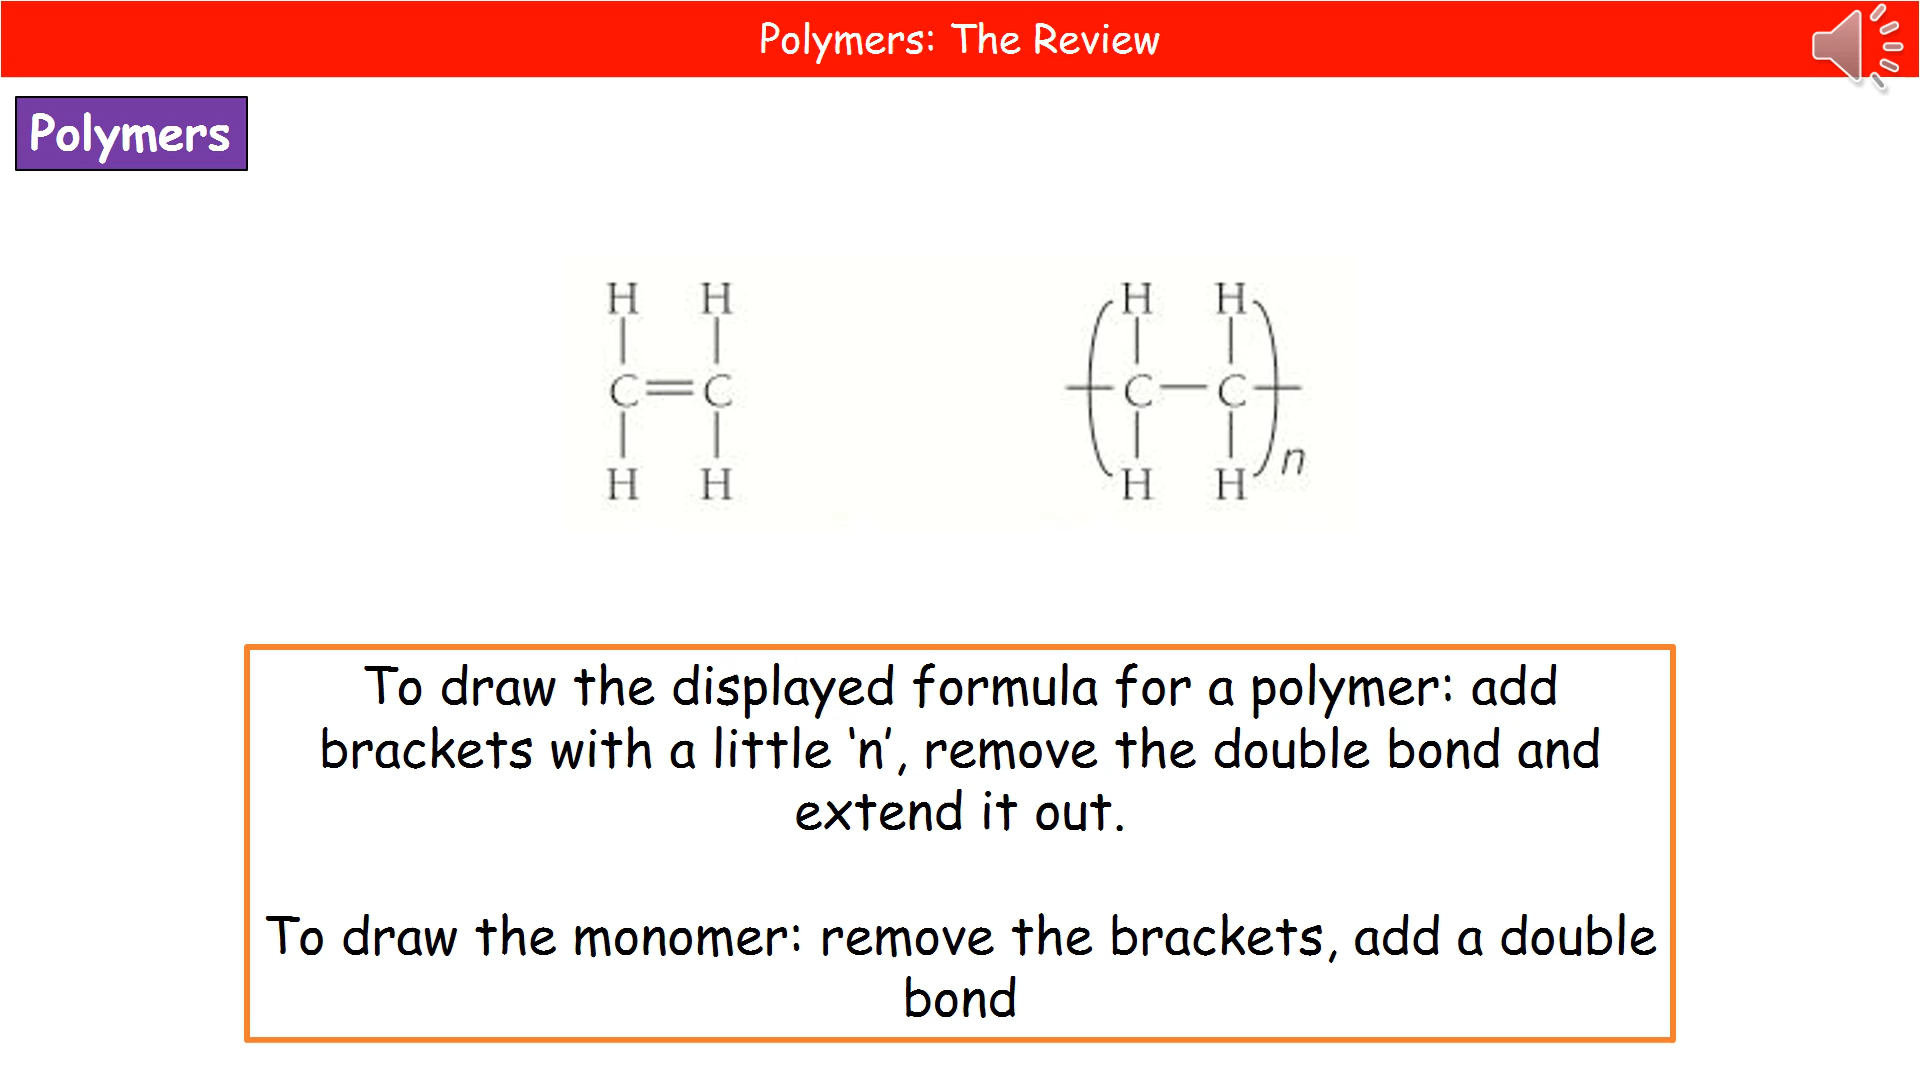 Polymers: The Review
Polymers
H H
C=C
H H
H H
C—C
H H n
To draw the displayed formula for a polymer: add
brackets with a little ‘n’, remove the double bond and
extend it out.
To draw the monomer: remove the brackets, add a double
bond